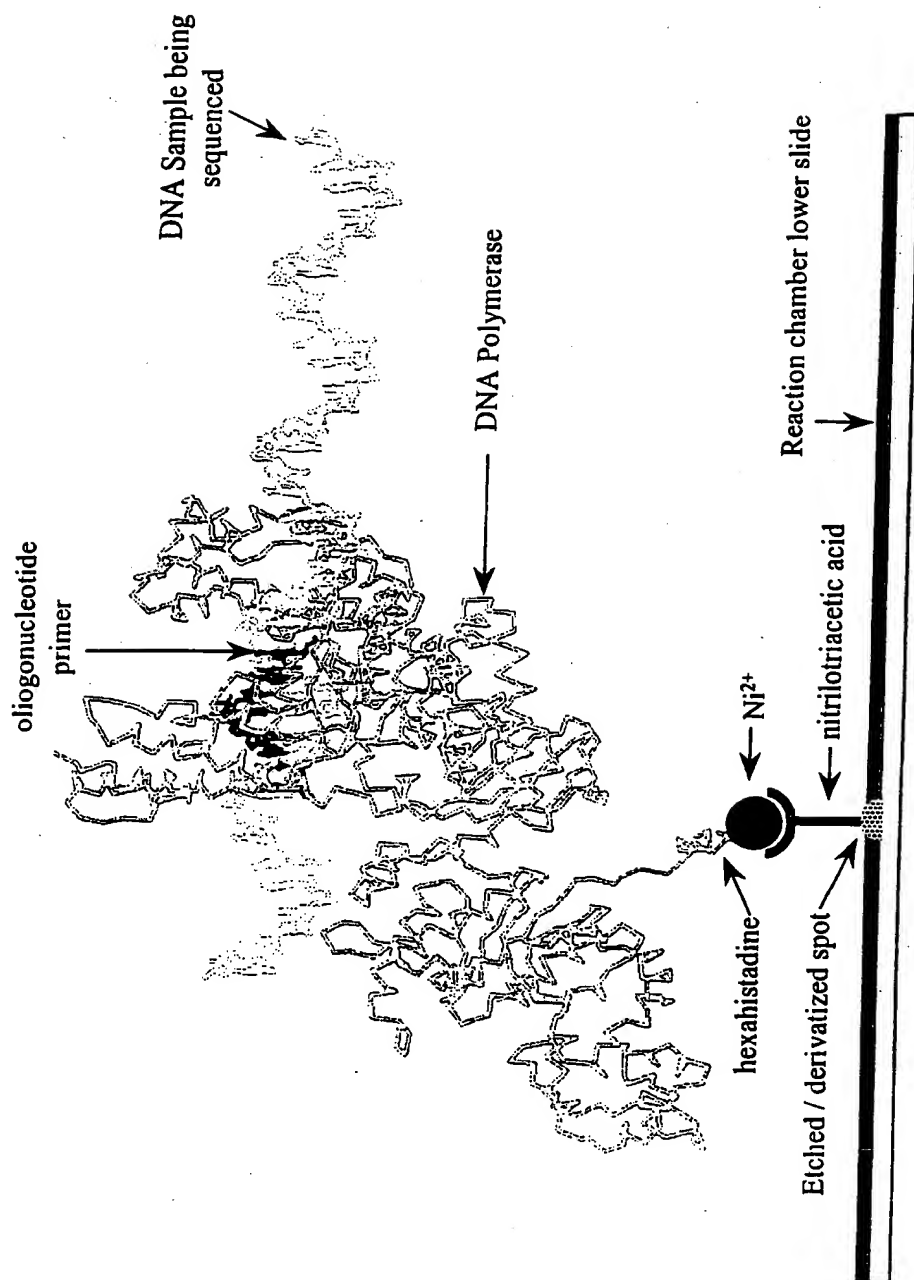 DNA Sample being
sequenced
oliogonucleotide
primer
DNA Polymerase
Ni2+
hexahistadine
nitrilotriacetic acid
Etched / derivatized spot
Reaction chamber lower slide